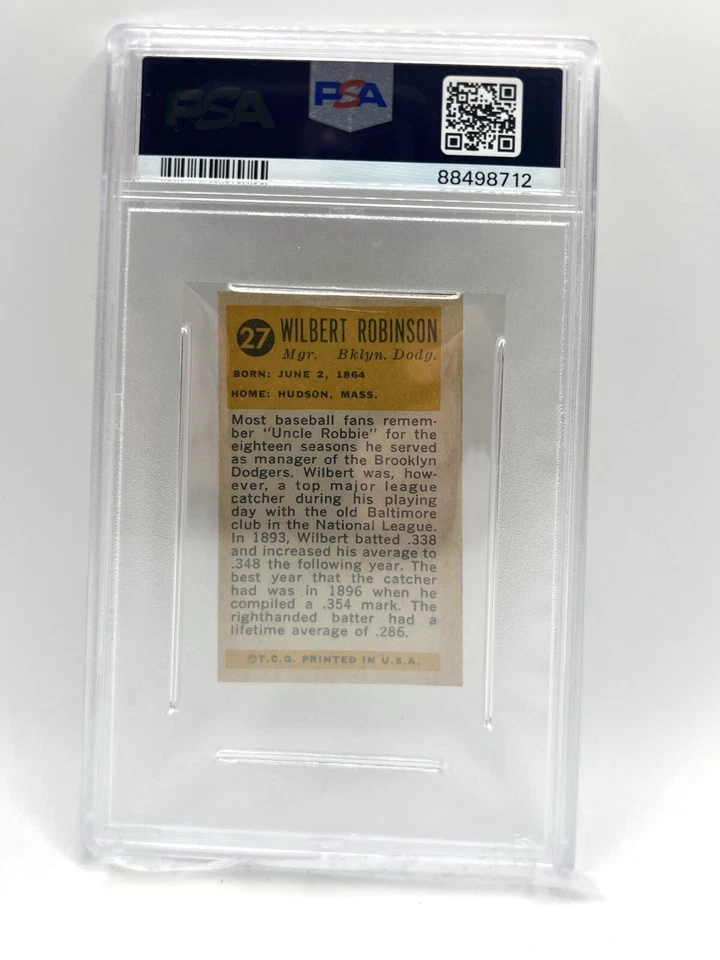 PSA PSA
88498712
27 WILBERT ROBINSON
Mgr. Bklyn. Dodg.
BORN: JUNE 2, 1864
HOME: HUDSON, MASS.
Most baseball fans remem-
ber "Uncle Robbie" for the
eighteen seasons he served
as manager of the Brooklyn
Dodgers. Wilbert was, how-
ever, a top major league
catcher during his playing
day with the old Baltimore
club in the National League.
In 1893, Wilbert batted .338
and increased his average to
.348 the following year. The
best year that the catcher
had was in 1896 when he
compiled a .354 mark. The
righthanded batter had a
lifetime average of .286.
©T.C.G. PRINTED IN U.S.A.